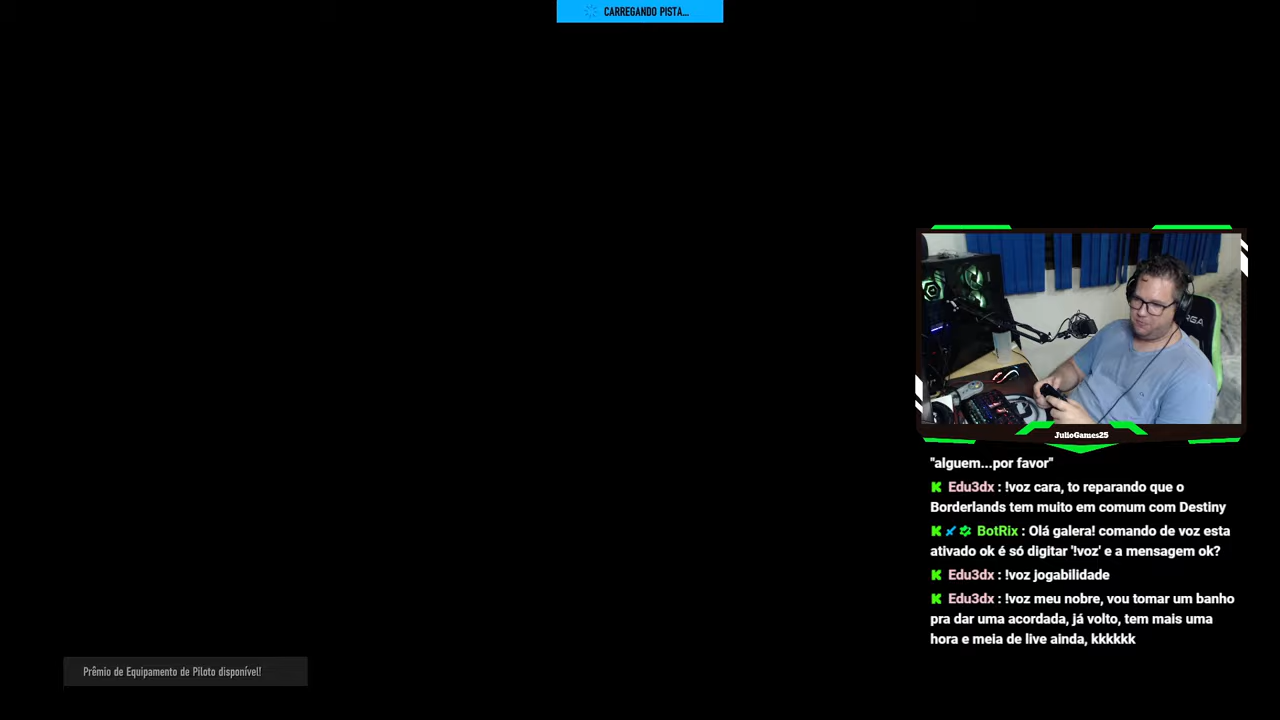 CARREGANDO PISTA...
RGA
JulioGames25
"alguem...por favor"
Edu3dx : !voz cara, to reparando que o
Borderlands tem muito em comum com Destiny
BotRix : Olá galera! comando de voz esta
ativado ok é só digitar '!voz' e a mensagem ok?
Edu3dx : !voz jogabilidade
Edu3dx : !voz meu nobre, vou tomar um banho
pra dar uma acordada, já volto, tem mais uma
hora e meia de live ainda, kkkkkk
Prêmio de Equipamento de Piloto disponível!